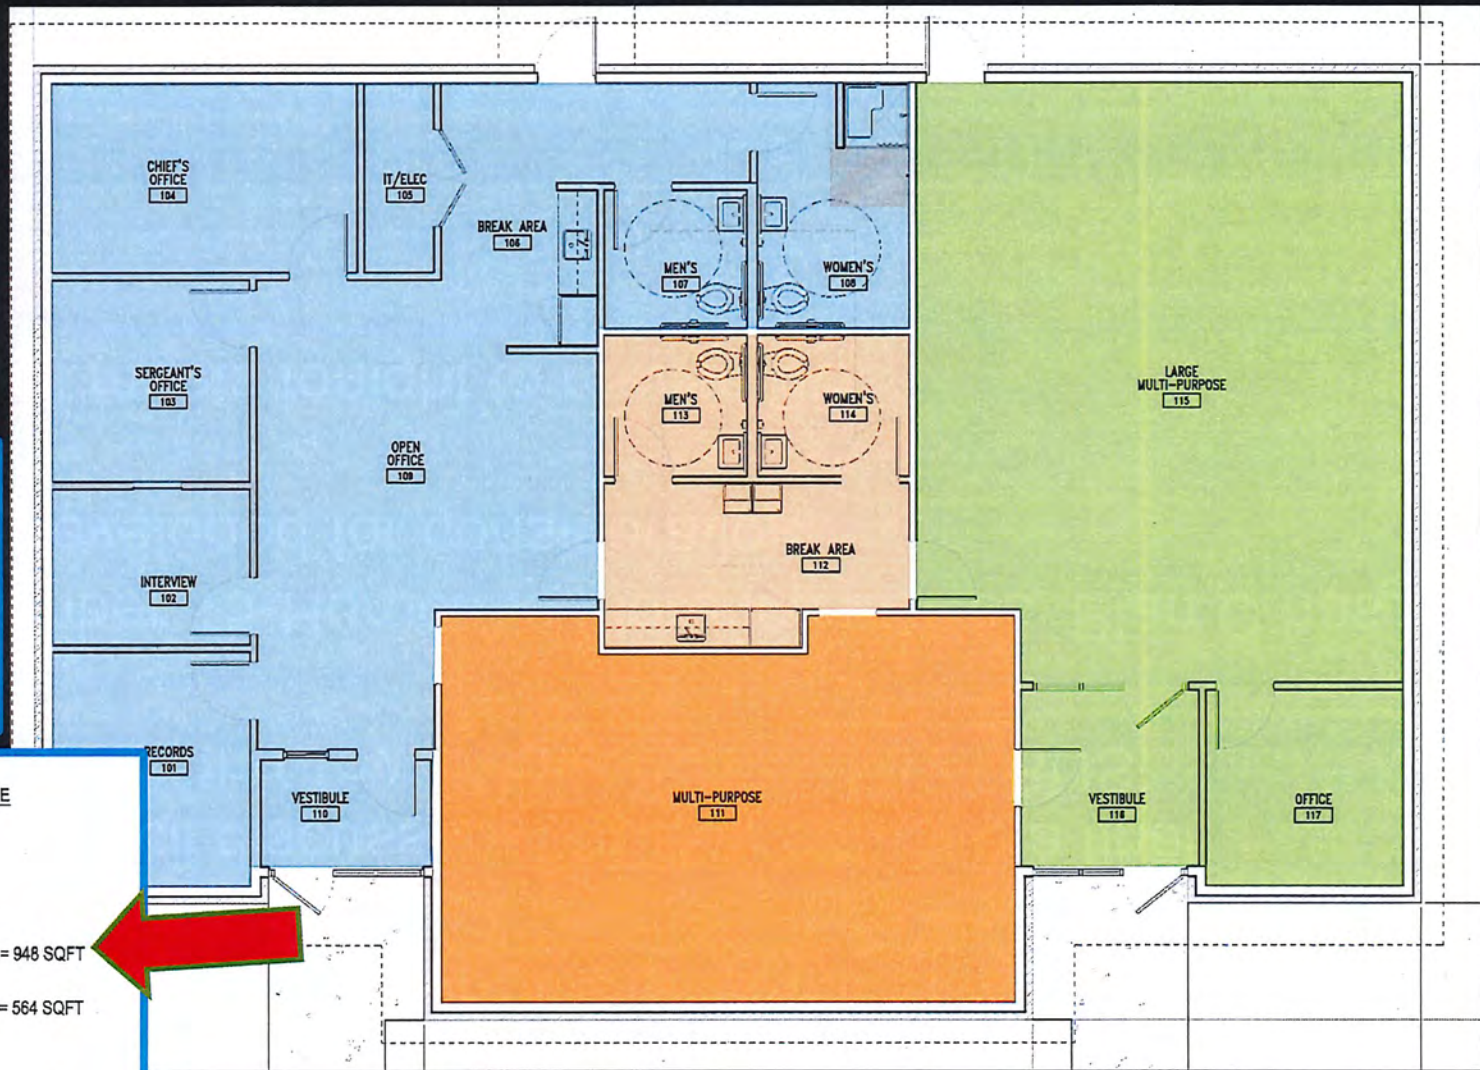 CHIEF'S
OFFICE
104
IT/ELEC
105
BREAK AREA
106
MEN'S
107
WOMEN'S
108
SERGEANT'S
OFFICE
103
OPEN
OFFICE
109
MEN'S
113
WOMEN'S
114
LARGE
MULTI-PURPOSE
115
INTERVIEW
102
BREAK AREA
112
RECORDS
101
VESTIBULE
110
MULTI-PURPOSE
111
VESTIBULE
116
OFFICE
117
E
= 948 SQFT
= 564 SQFT